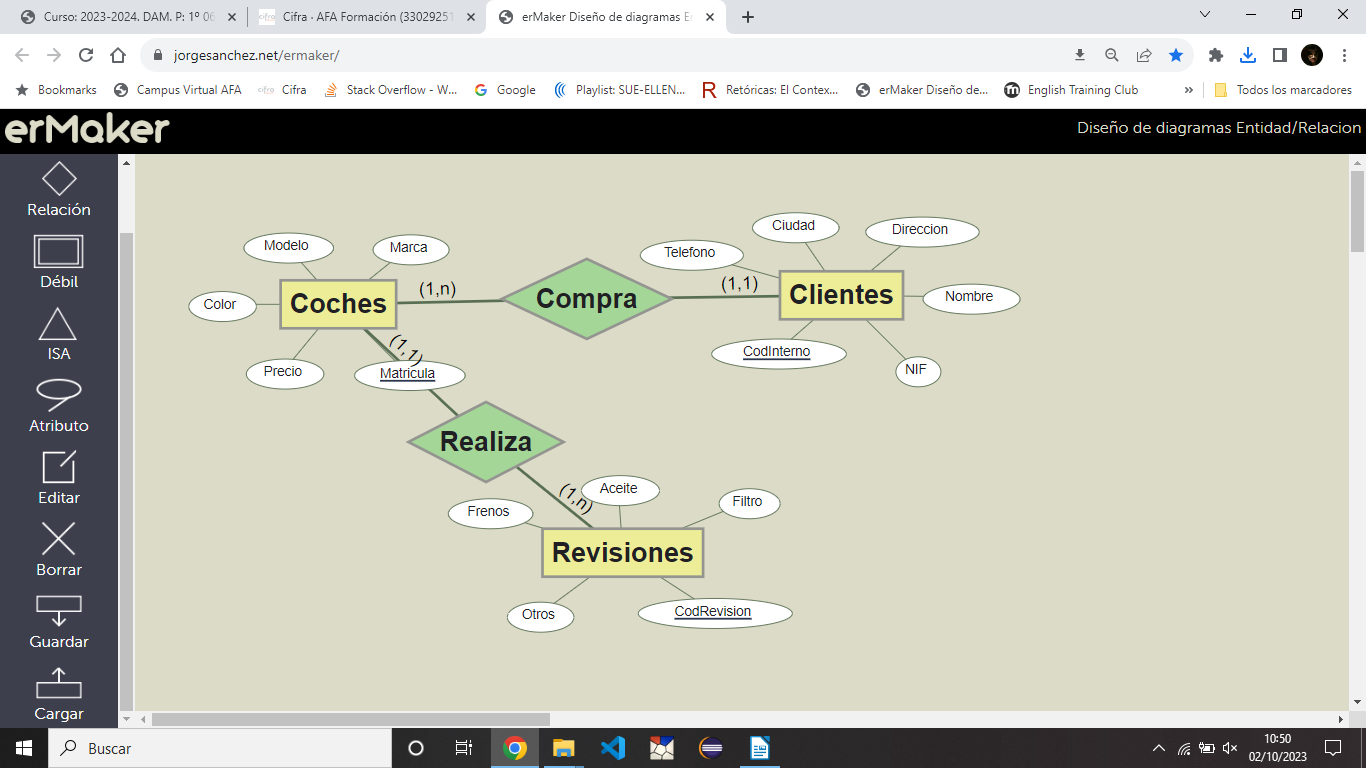 Curso: 2023-2024. DAM. P: 1º 06
Cifra · AFA Formación (33029251
erMaker Diseño de diagramas E
jorgesanchez.net/ermaker/
Bookmarks
Campus Virtual AFA
Cifra
Stack Overflow - W...
Google
Playlist: SUE-ELLEN...
Retóricas: El Contex...
erMaker Diseño de...
English Training Club
»
Todos los marcadores
erMaker
Diseño de diagramas Entidad/Relacion
Relación
Débil
ISA
Atributo
Editar
Borrar
Guardar
Cargar
Ciudad
Direccion
Modelo
Marca
Telefono
Color
Coches
(1,n)
Compra
(1,1)
Clientes
Nombre
(1,1)
Precio
Matricula
CodInterno
NIF
Realiza
(1,n)
Aceite
Filtro
Frenos
Revisiones
Otros
CodRevision
Buscar
10:50
02/10/2023